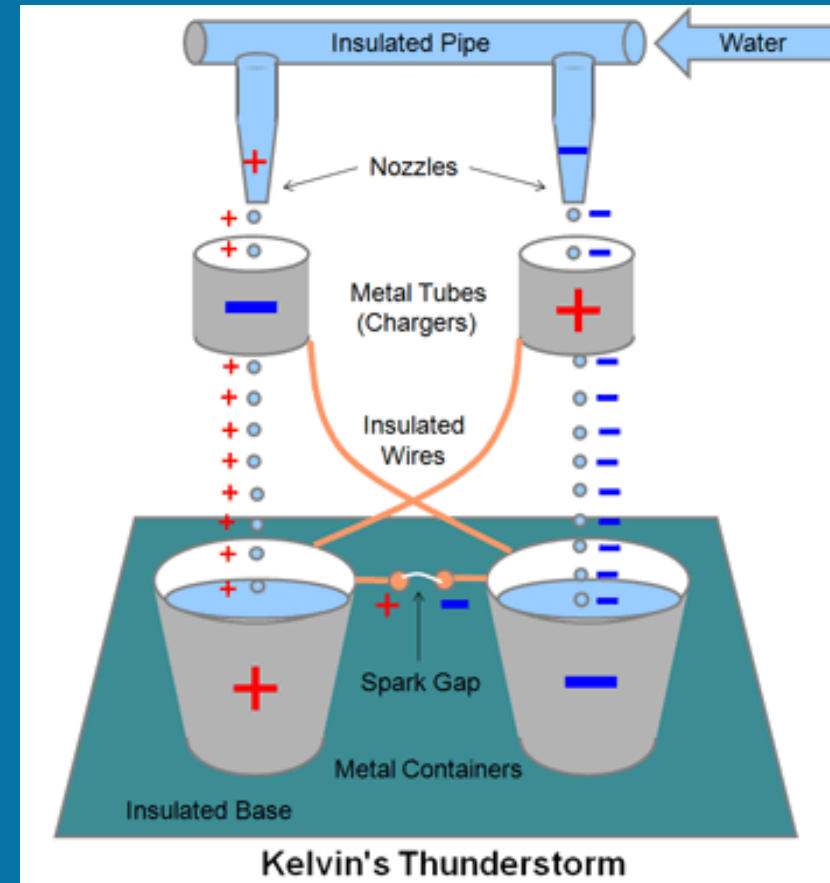 Insulated Pipe
Water
Nozzles
Metal Tubes
(Chargers)
Insulated
Wires
Spark Gap
Metal Containers
Insulated Base
Kelvin's Thunderstorm